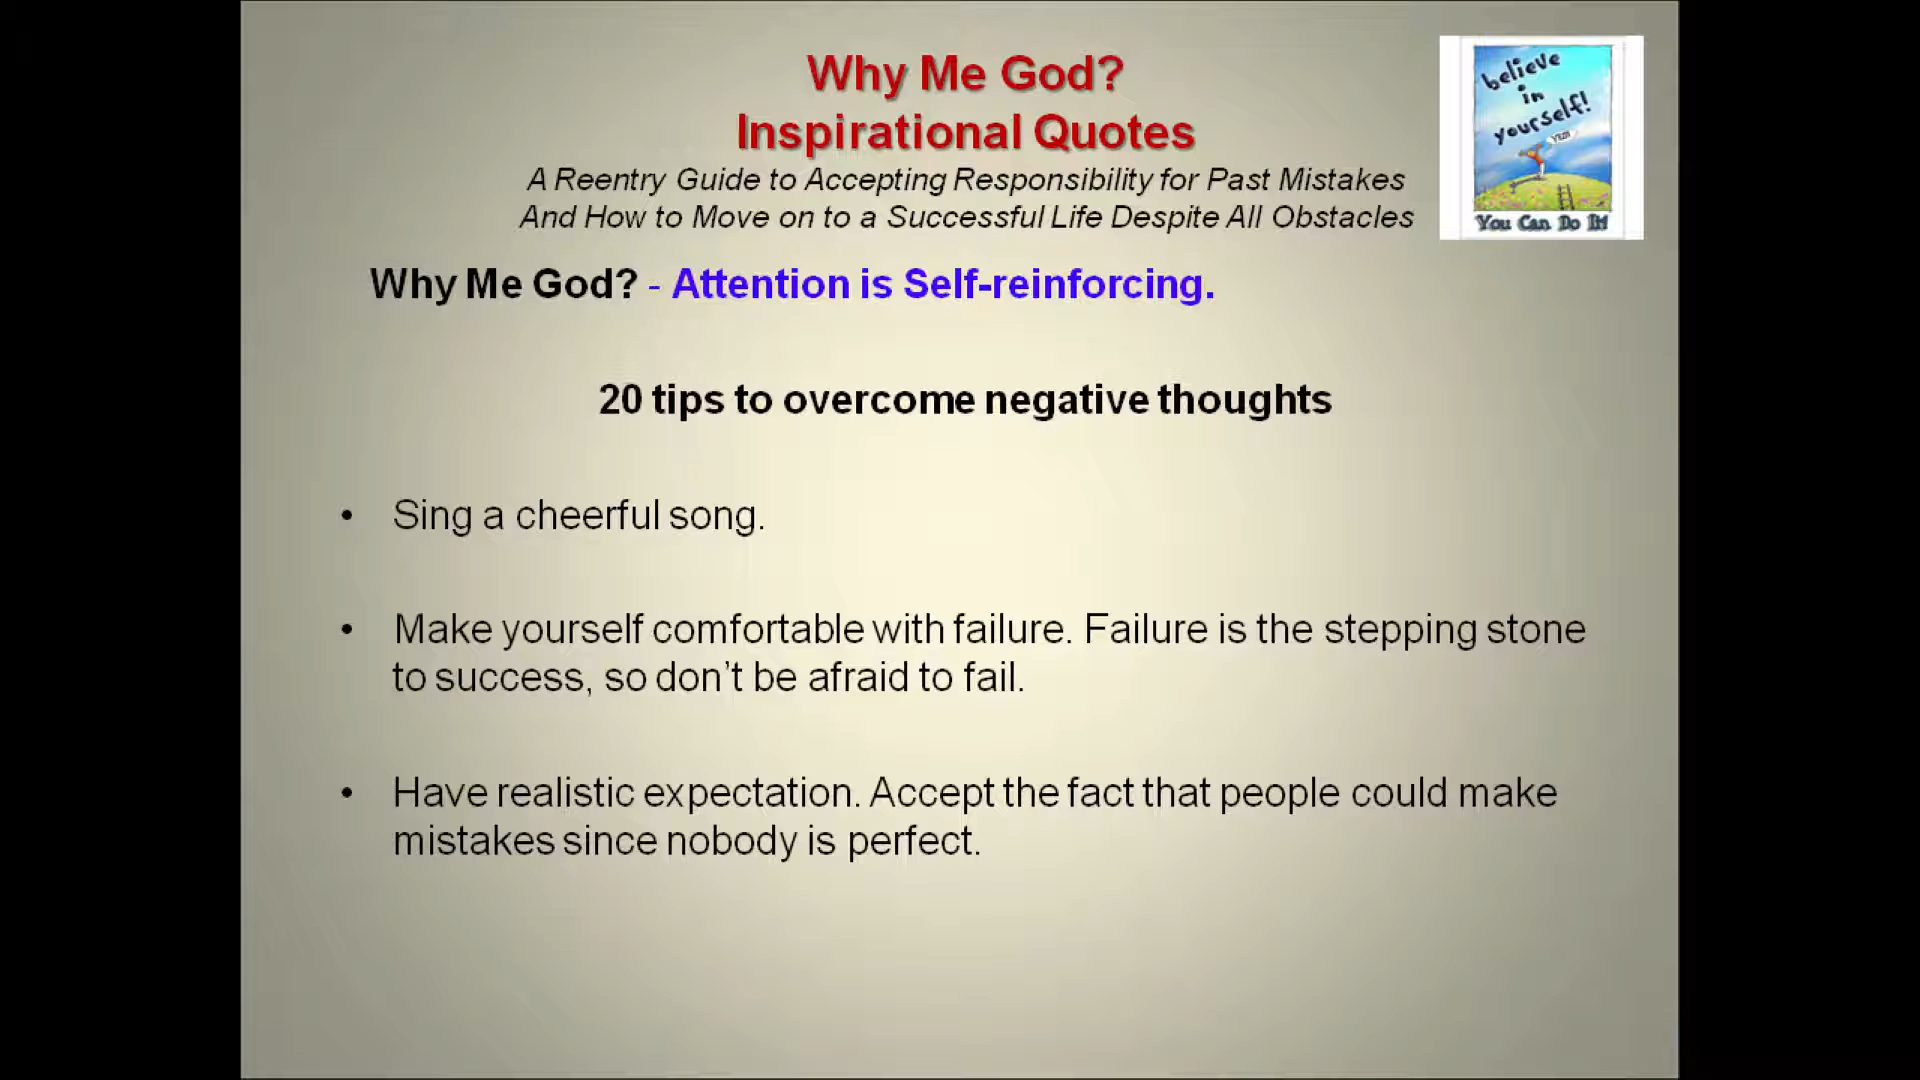 Why Me God?
Inspirational Quotes
A Reentry Guide to Accepting Responsibility for Past Mistakes
And How to Move on to a Successful Life Despite All Obstacles
believe
in
yourself!
YES!
You Can Do It!
Why Me God? - Attention is Self-reinforcing.
20 tips to overcome negative thoughts
• Sing a cheerful song.
• Make yourself comfortable with failure. Failure is the stepping stone
to success, so don't be afraid to fail.
• Have realistic expectation. Accept the fact that people could make
mistakes since nobody is perfect.